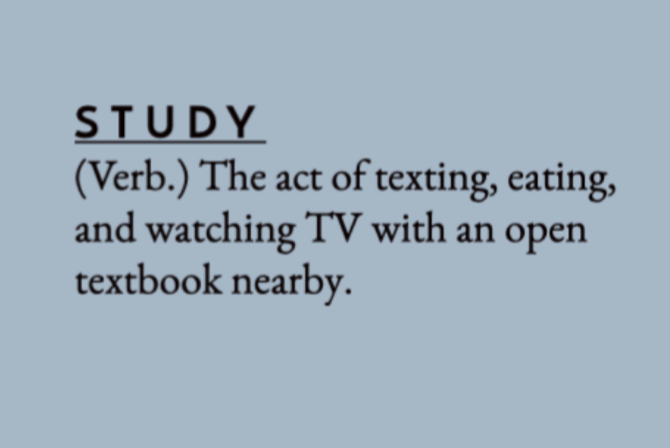 STUDY
(Verb.) The act of texting, eating,
and watching TV with an open
textbook nearby.